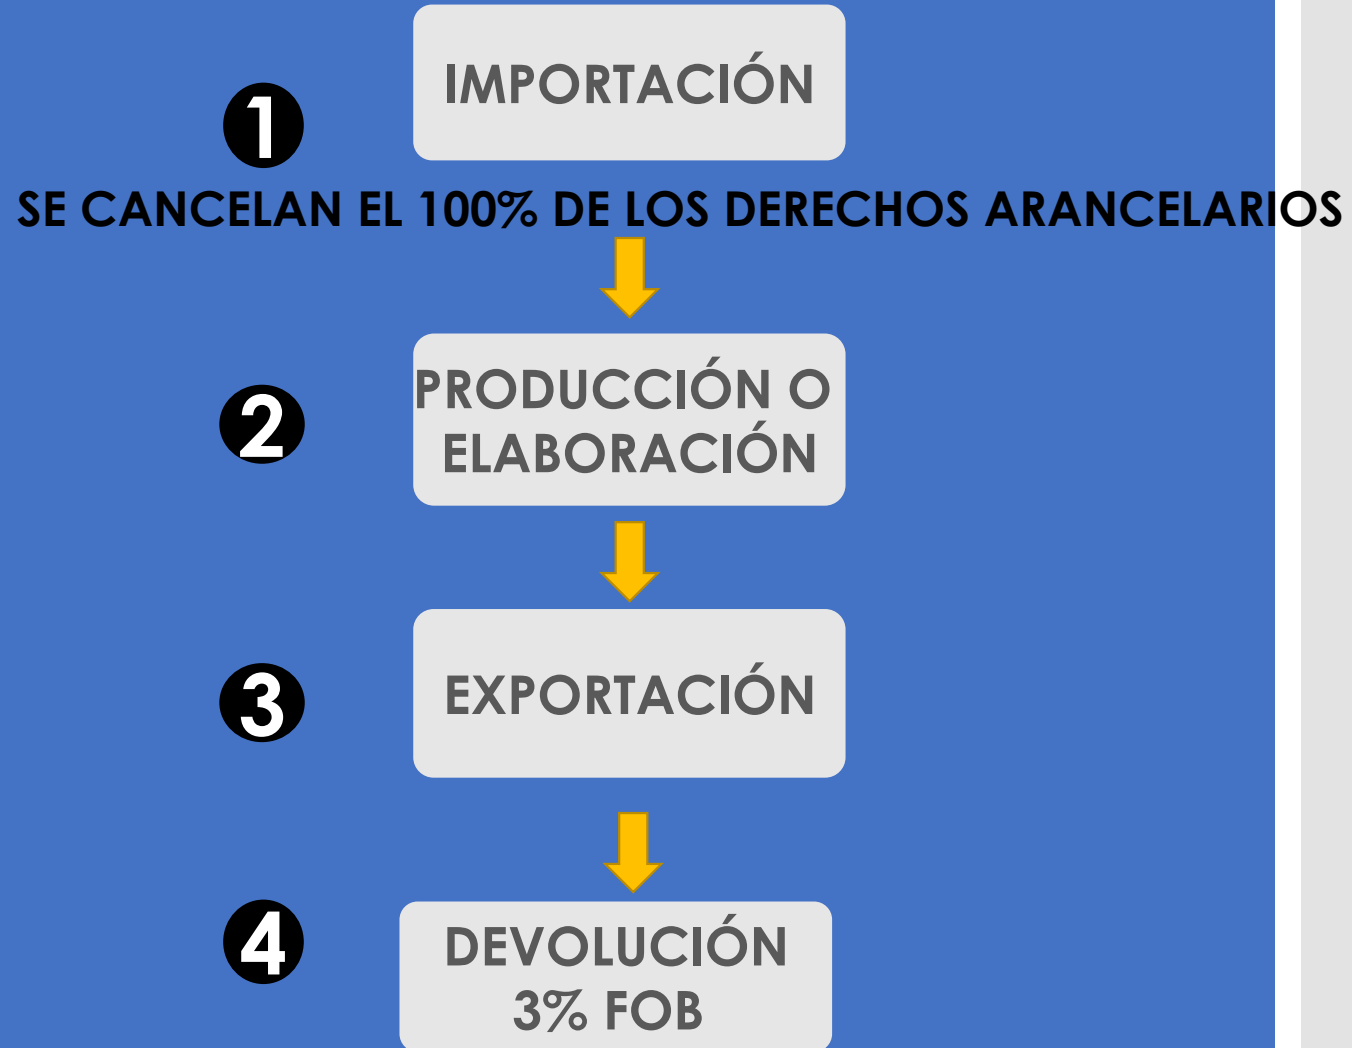 IMPORTACIÓN
1
SE CANCELAN EL 100% DE LOS DERECHOS ARANCELARIOS
2
PRODUCCIÓN O
ELABORACIÓN
3
EXPORTACIÓN
4
DEVOLUCIÓN
3% FOB